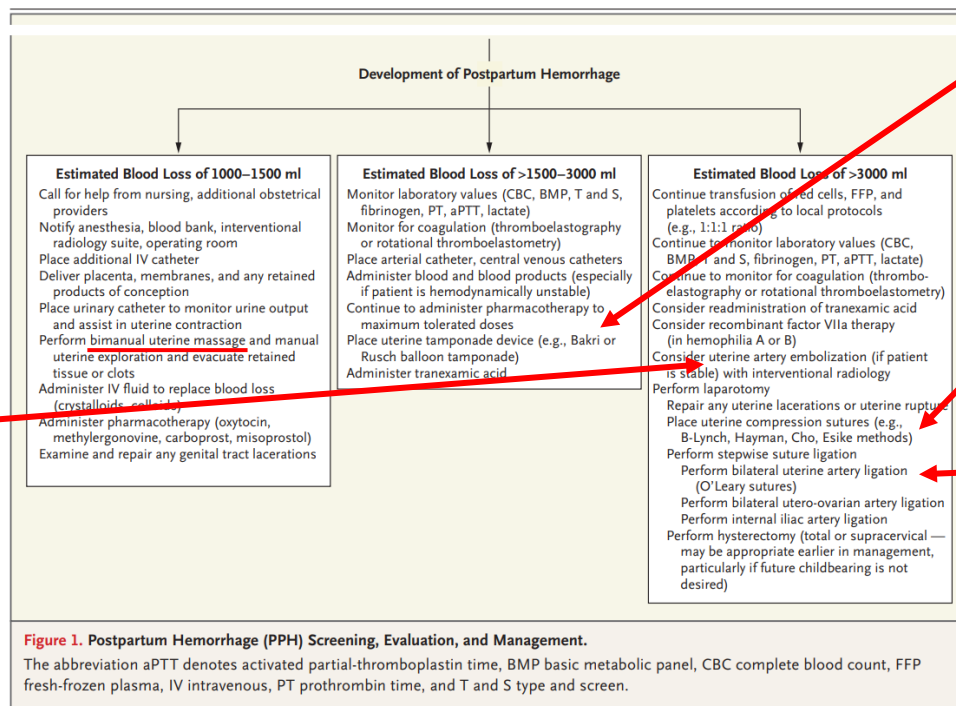 Development of Postpartum Hemorrhage
Estimated Blood Loss of 1000–1500 ml
Call for help from nursing, additional obstetrical
providers
Notify anesthesia, blood bank, interventional
radiology suite, operating room
Place additional IV catheter
Deliver placenta, membranes, and any retained
products of conception
Place urinary catheter to monitor urine output
and assist in uterine contraction
Perform bimanual uterine massage and manual
uterine exploration and evacuate retained
tissue or clots
Administer IV fluid to replace blood loss
(crystalloids, colloids)
Administer pharmacotherapy (oxytocin,
methylergonovine, carboprost, misoprostol)
Examine and repair any genital tract lacerations
Estimated Blood Loss of >1500–3000 ml
Monitor laboratory values (CBC, BMP, T and S,
fibrinogen, PT, aPTT, lactate)
Monitor for coagulation (thromboelastography
or rotational thromboelastometry)
Place arterial catheter, central venous catheters
Administer blood and blood products (especially
if patient is hemodynamically unstable)
Continue to administer pharmacotherapy to
maximum tolerated doses
Place uterine tamponade device (e.g., Bakri or
Rusch balloon tamponade)
Administer tranexamic acid
Estimated Blood Loss of >3000 ml
Continue transfusion of red cells, FFP, and
platelets according to local protocols
(e.g., 1:1:1 ratio)
Continue to monitor laboratory values (CBC,
BMP, T and S, fibrinogen, PT, aPTT, lactate)
Continue to monitor for coagulation (thrombo-
elastography or rotational thromboelastometry)
Consider readministration of tranexamic acid
Consider recombinant factor VIIa therapy
(in hemophilia A or B)
Consider uterine artery embolization (if patient
is stable) with interventional radiology
Perform laparotomy
Repair any uterine lacerations or uterine rupture
Place uterine compression sutures (e.g.,
B-Lynch, Hayman, Cho, Esike methods)
Perform stepwise suture ligation
Perform bilateral uterine artery ligation
(O'Leary sutures)
Perform bilateral utero-ovarian artery ligation
Perform internal iliac artery ligation
Perform hysterectomy (total or supracervical —
may be appropriate earlier in management,
particularly if future childbearing is not
desired)
Figure 1. Postpartum Hemorrhage (PPH) Screening, Evaluation, and Management.
The abbreviation aPTT denotes activated partial-thromboplastin time, BMP basic metabolic panel, CBC complete blood count, FFP
fresh-frozen plasma, IV intravenous, PT prothrombin time, and T and S type and screen.